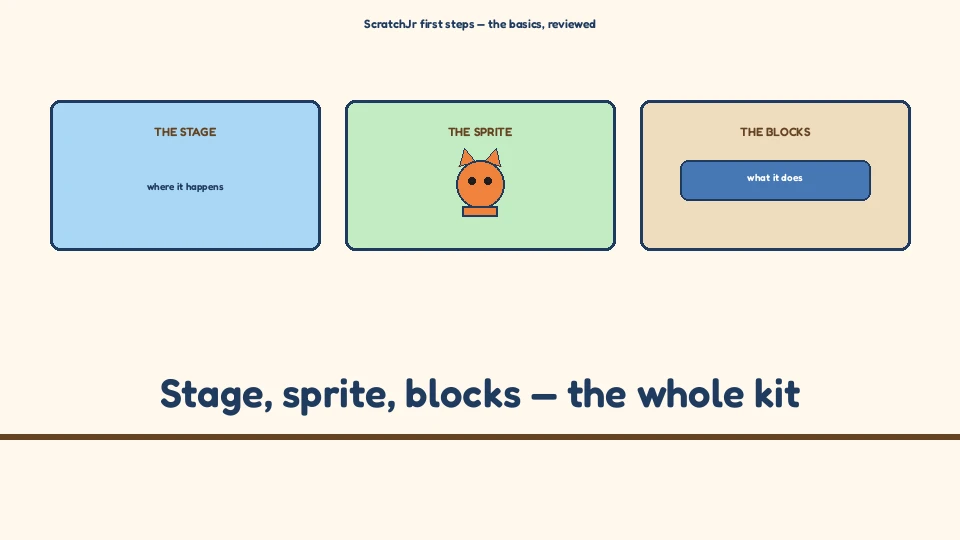 ScratchJr first steps — the basics, reviewed
THE STAGE
where it happens
THE SPRITE
THE BLOCKS
what it does
Stage, sprite, blocks — the whole kit